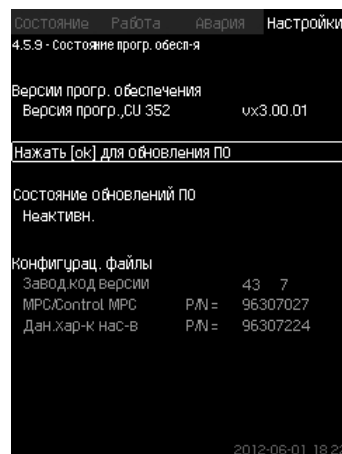 Состояние Работа Авария Настройки
4.5.9 - Состояние прогр. обесп-я
Версии прогр. обеспечения
Версия прогр.,CU 352 vx3.00.01
Нажать [ok] для обновления ПО
Состояние обновлений ПО
Неактивн.
Конфигурац. файлы
Завод.код версии 43 7
MPC/Control MPC P/N = 96307027
Дан.хар-к нас-в P/N = 96307224
2012-06-01 18:22